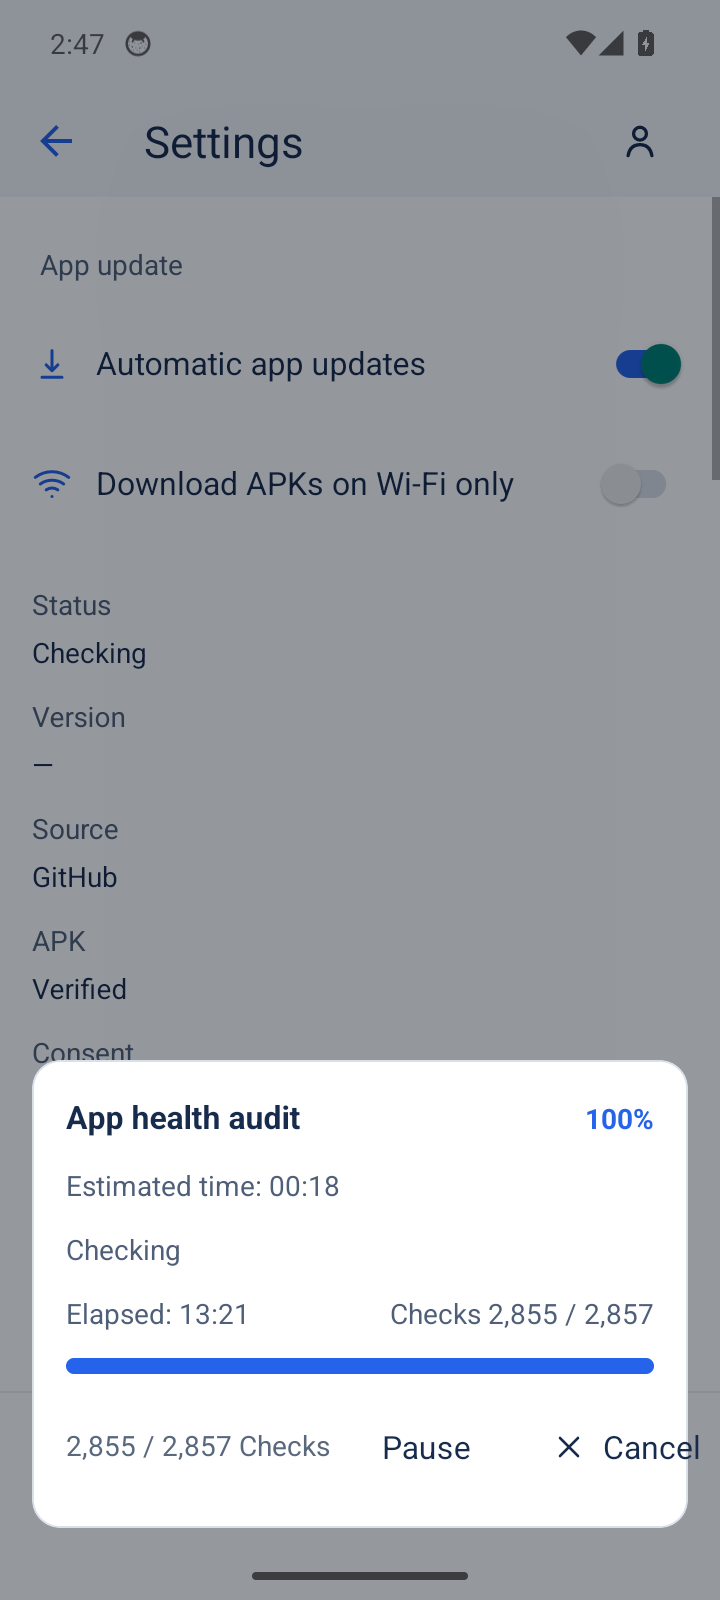 2:47
Settings
App update
Automatic app updates
Download APKs on Wi-Fi only
Status
Checking
Version
—
Source
GitHub
APK
Verified
Consent
App health audit 100%
Estimated time: 00:18
Checking
Elapsed: 13:21 Checks 2,855 / 2,857
2,855 / 2,857 Checks Pause Cancel